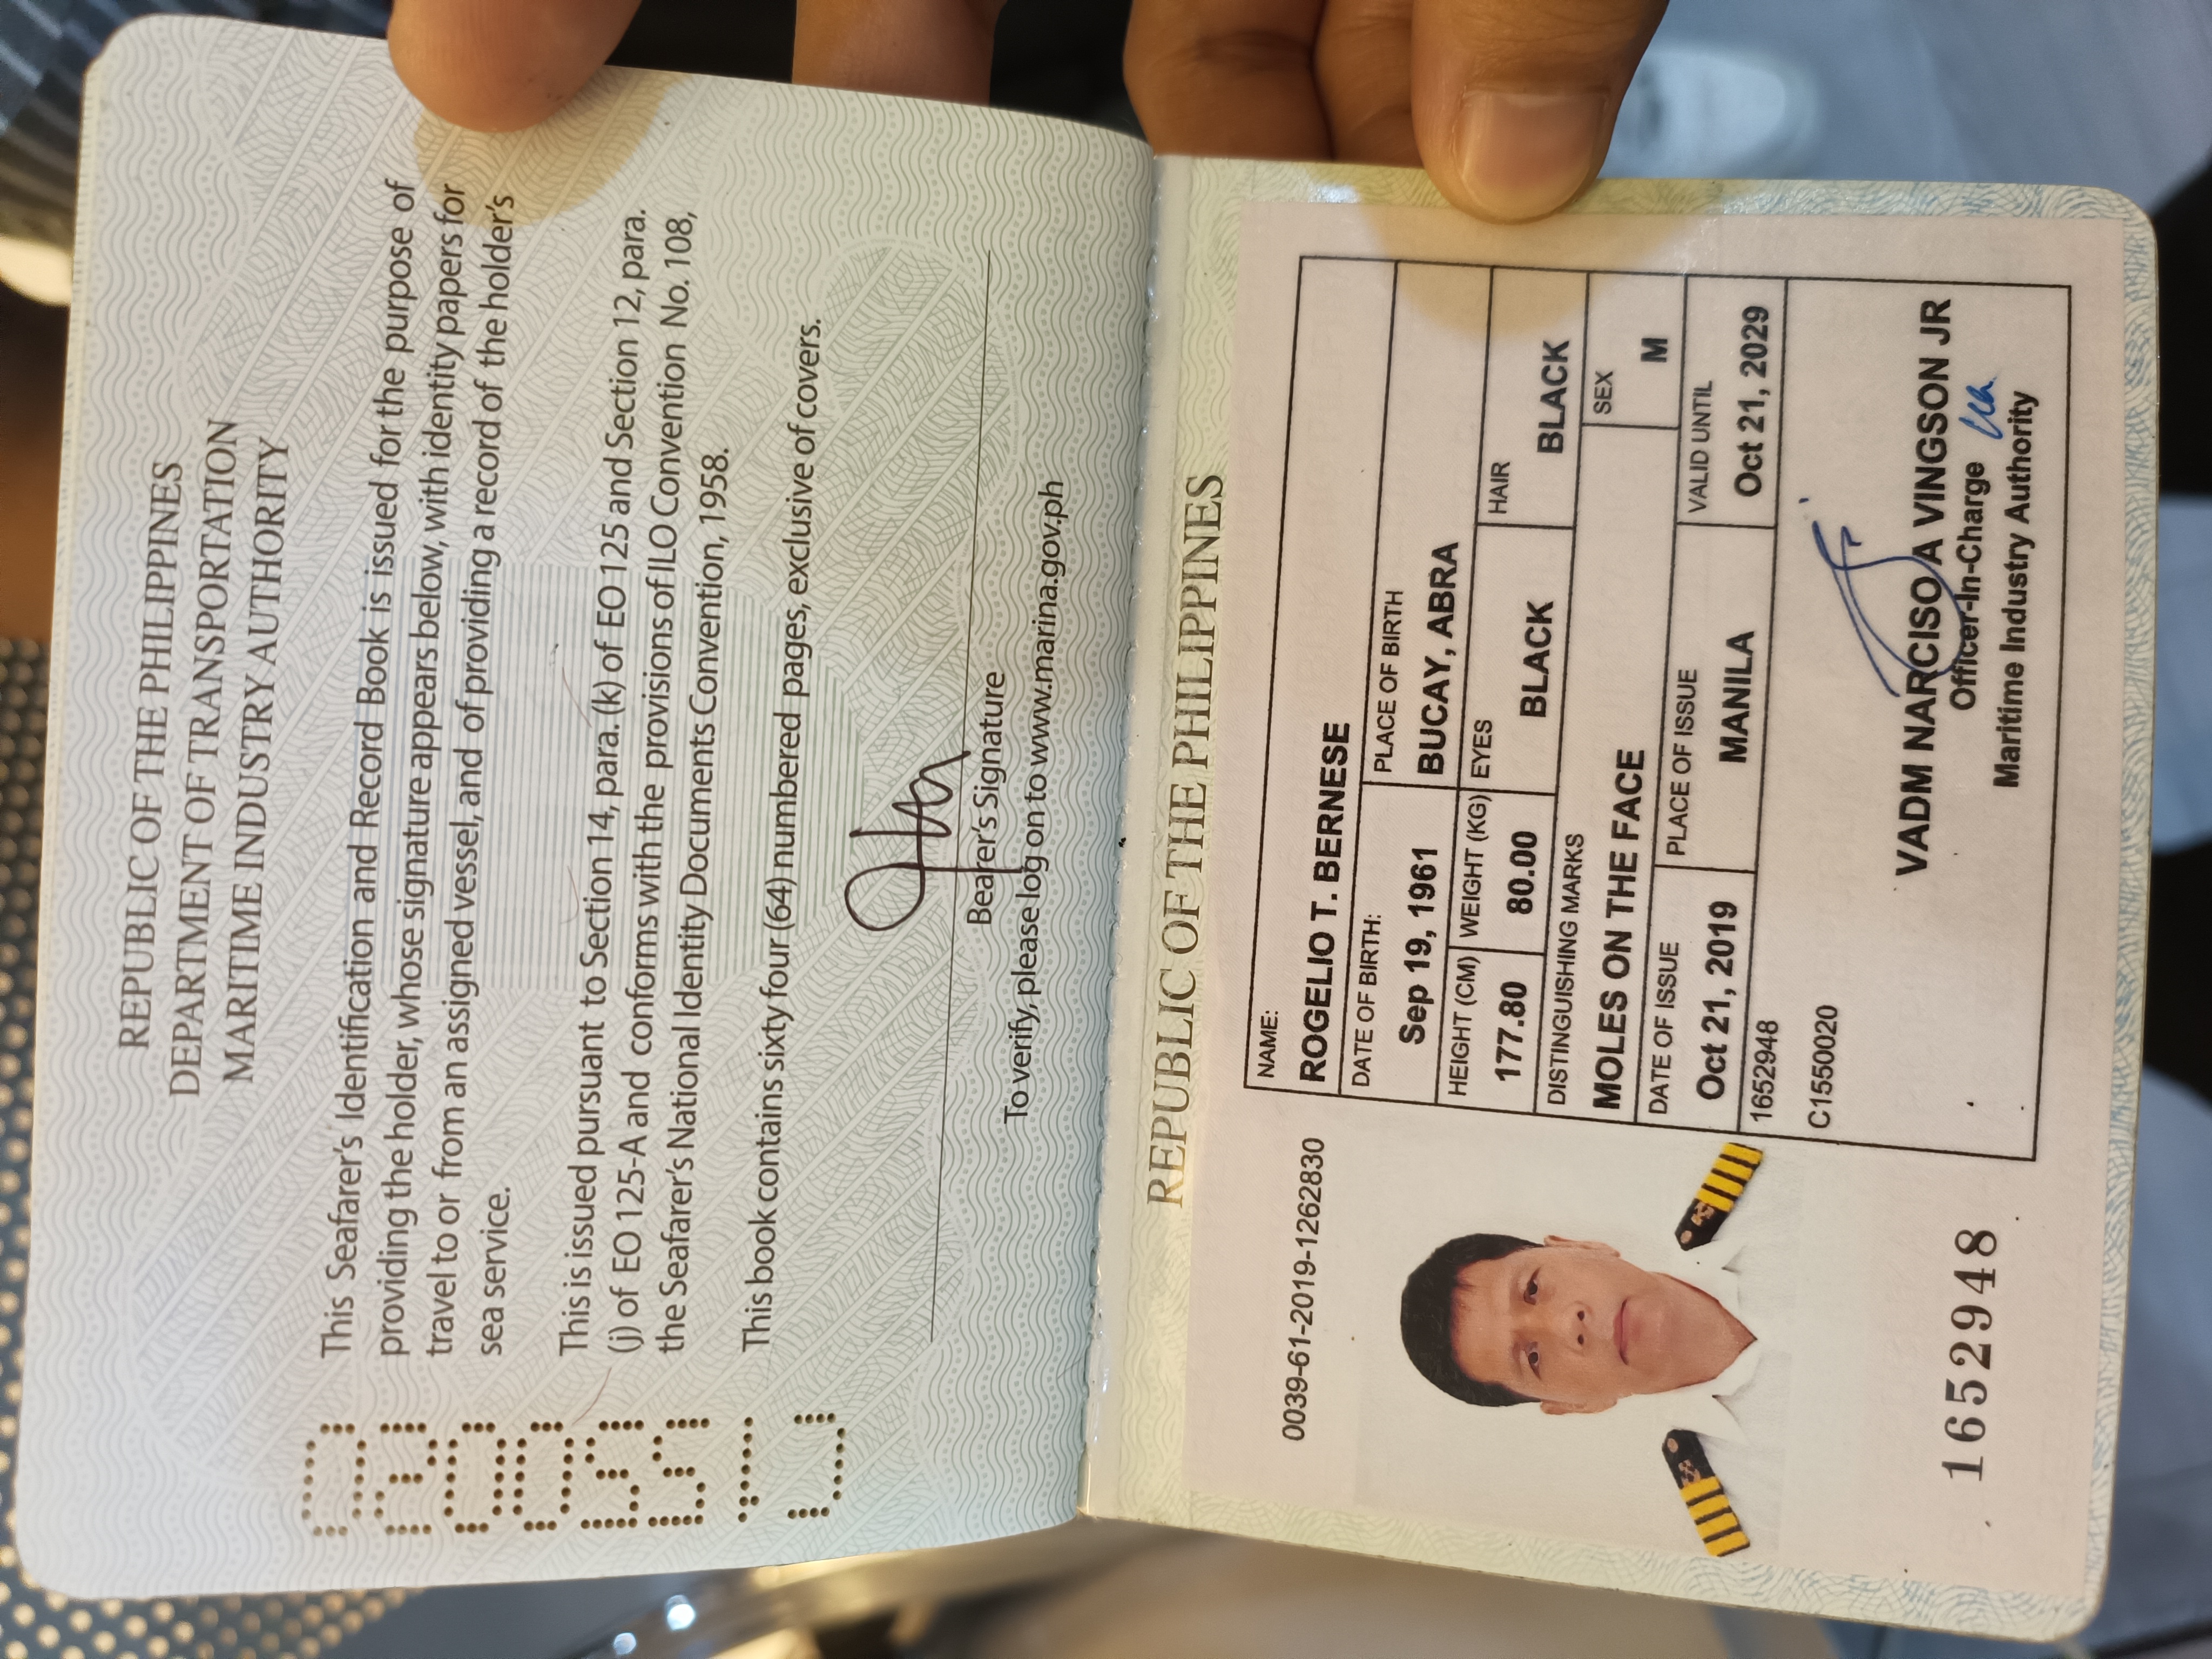 REPUBLIC OF THE PHILIPPINES
DEPARTMENT OF TRANSPORTATION
MARITIME INDUSTRY AUTHORITY
This Seafarer's Identification and Record Book is issued for the purpose of
providing the holder, whose signature appears below, with identity papers for
travel to or from an assigned vessel, and of providing a record of the holder's
sea service.
This is issued pursuant to Section 14, para. (k) of EO 125 and Section 12, para.
(j) of EO 125-A and conforms with the provisions of ILO Convention No. 108,
the Seafarer's National Identity Documents Convention, 1958.
This book contains sixty four (64) numbered pages, exclusive of covers.
Bearer's Signature
To verify, please log on to www.marina.gov.ph
REPUBLIC OF THE PHILIPPINES
0039-61-2019-1262830
NAME:
ROGELIO T. BERNESE
DATE OF BIRTH: PLACE OF BIRTH
Sep 19, 1961 BUCAY, ABRA
HEIGHT (CM) WEIGHT (KG) EYES HAIR
177.80 80.00 BLACK BLACK
DISTINGUISHING MARKS SEX
MOLES ON THE FACE M
DATE OF ISSUE PLACE OF ISSUE VALID UNTIL
Oct 21, 2019 MANILA Oct 21, 2029
1652948
C1550020
VADM NARCISO A VINGSON JR
Officer-In-Charge
Maritime Industry Authority
1652948